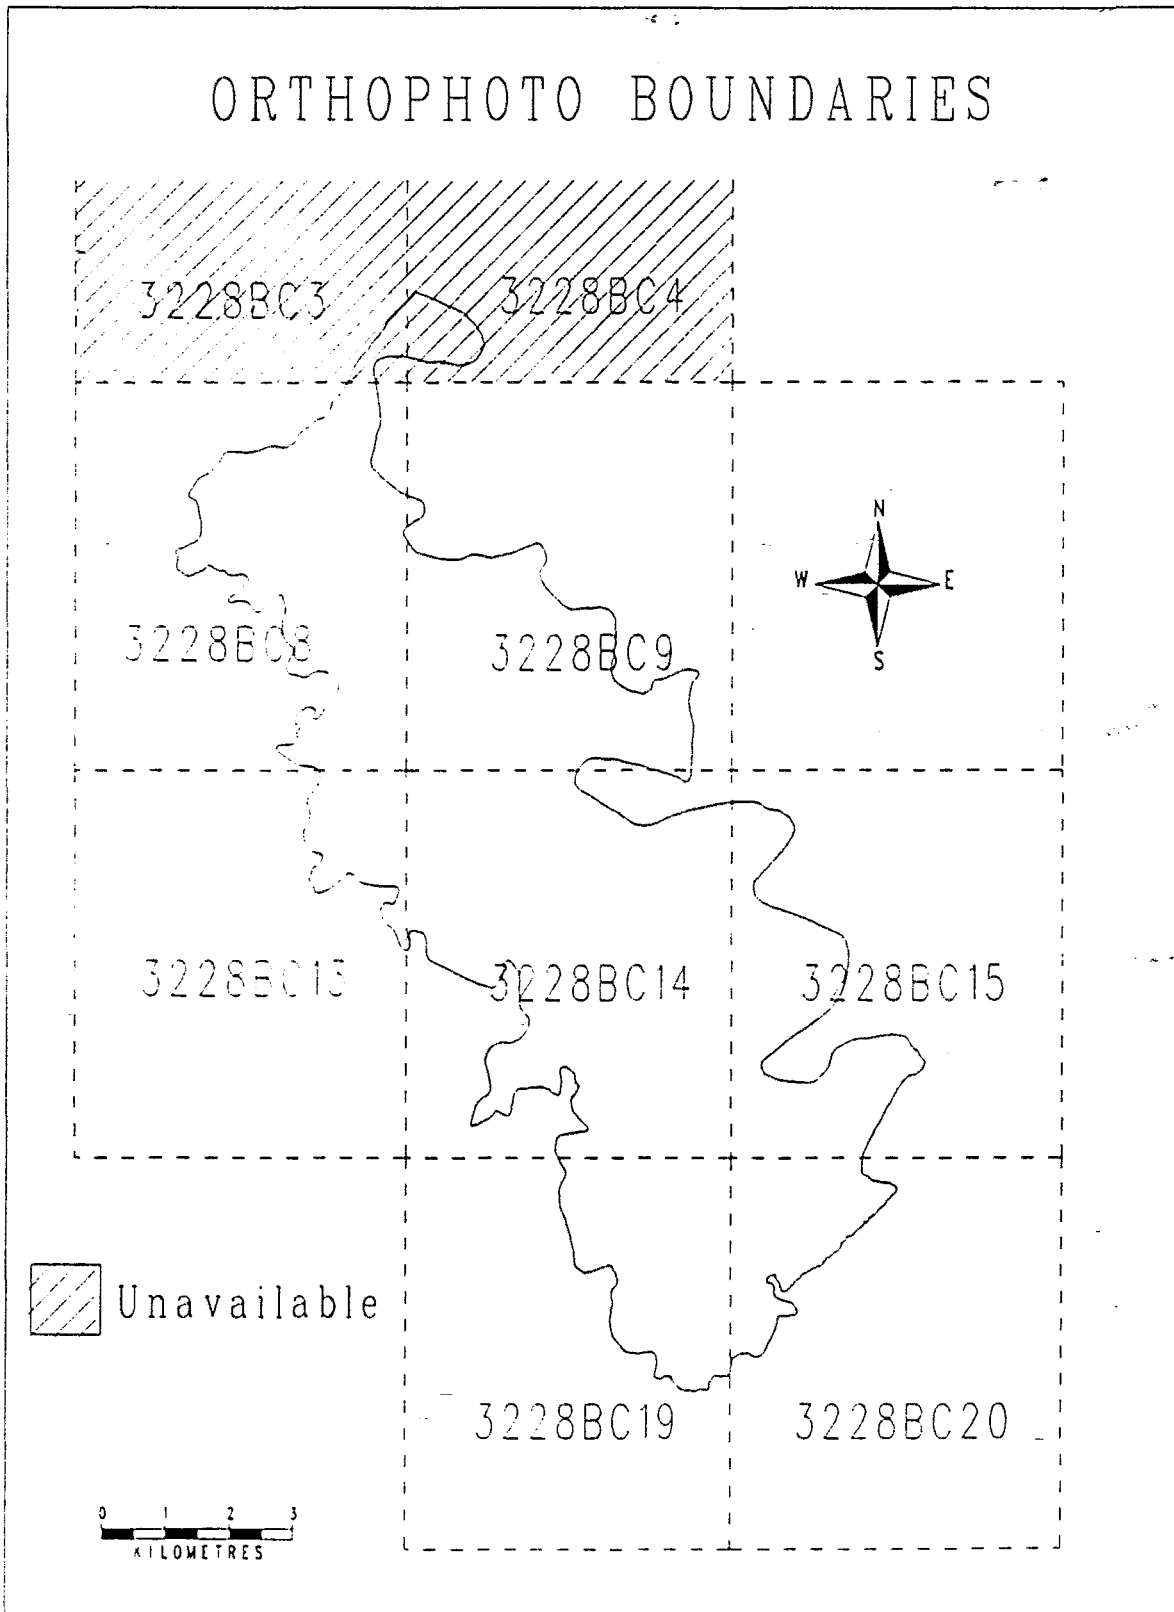 ORTHOPHOTO BOUNDARIES
3228BC3
3228BC4
N
W
E
S
3228BC8
3228BC9
3228BC13
3228BC14
3228BC15
Unavailable
3228BC19
3228BC20
0 1 2 3
KILOMETRES